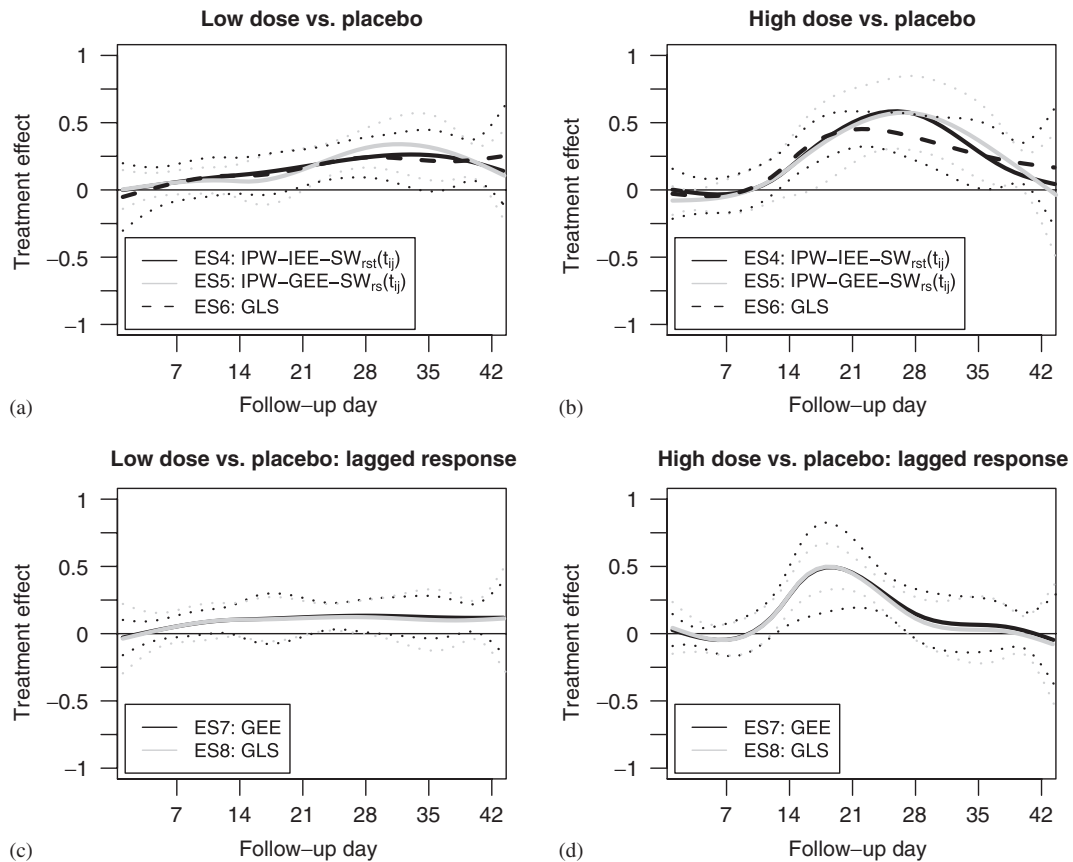 Low dose vs. placebo
1
0.5
0
−0.5
−1
Treatment effect
ES4: IPW−IEE−SWrst(tij)
ES5: IPW−GEE−SWrs(tij)
ES6: GLS
7 14 21 28 35 42
Follow−up day
(a)
High dose vs. placebo
1
0.5
0
−0.5
−1
Treatment effect
ES4: IPW−IEE−SWrst(tij)
ES5: IPW−GEE−SWrs(tij)
ES6: GLS
7 14 21 28 35 42
Follow−up day
(b)
Low dose vs. placebo: lagged response
1
0.5
0
−0.5
−1
Treatment effect
ES7: GEE
ES8: GLS
7 14 21 28 35 42
Follow−up day
(c)
High dose vs. placebo: lagged response
1
0.5
0
−0.5
−1
Treatment effect
ES7: GEE
ES8: GLS
7 14 21 28 35 42
Follow−up day
(d)